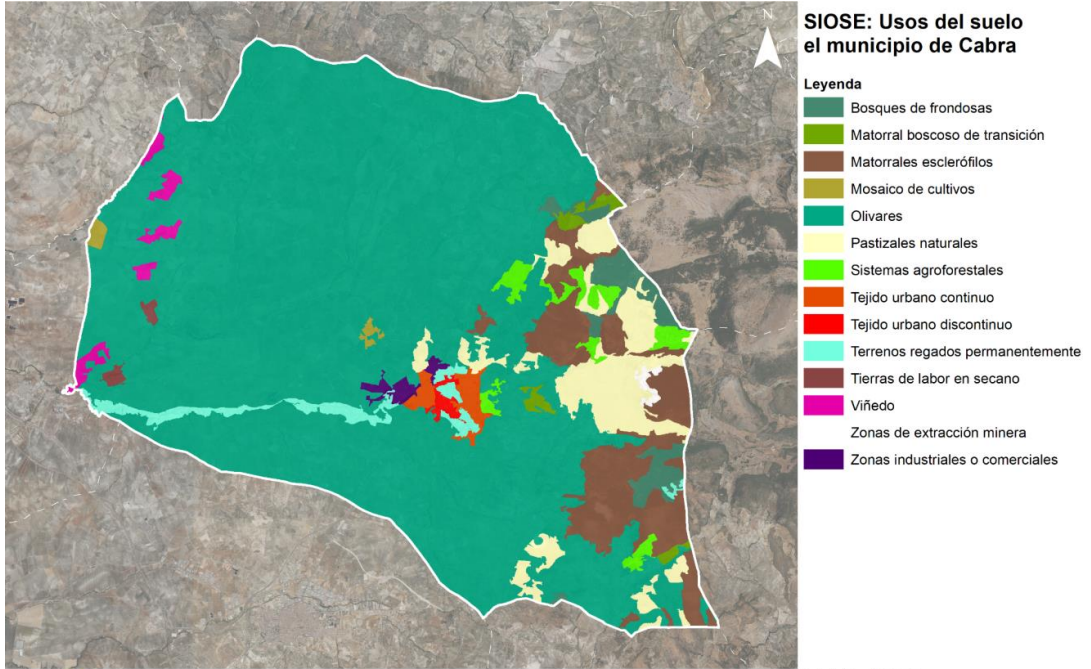 N
SIOSE: Usos del suelo
el municipio de Cabra
Leyenda
Bosques de frondosas
Matorral boscoso de transición
Matorrales esclerófilos
Mosaico de cultivos
Olivares
Pastizales naturales
Sistemas agroforestales
Tejido urbano continuo
Tejido urbano discontinuo
Terrenos regados permanentemente
Tierras de labor en secano
Viñedo
Zonas de extracción minera
Zonas industriales o comerciales